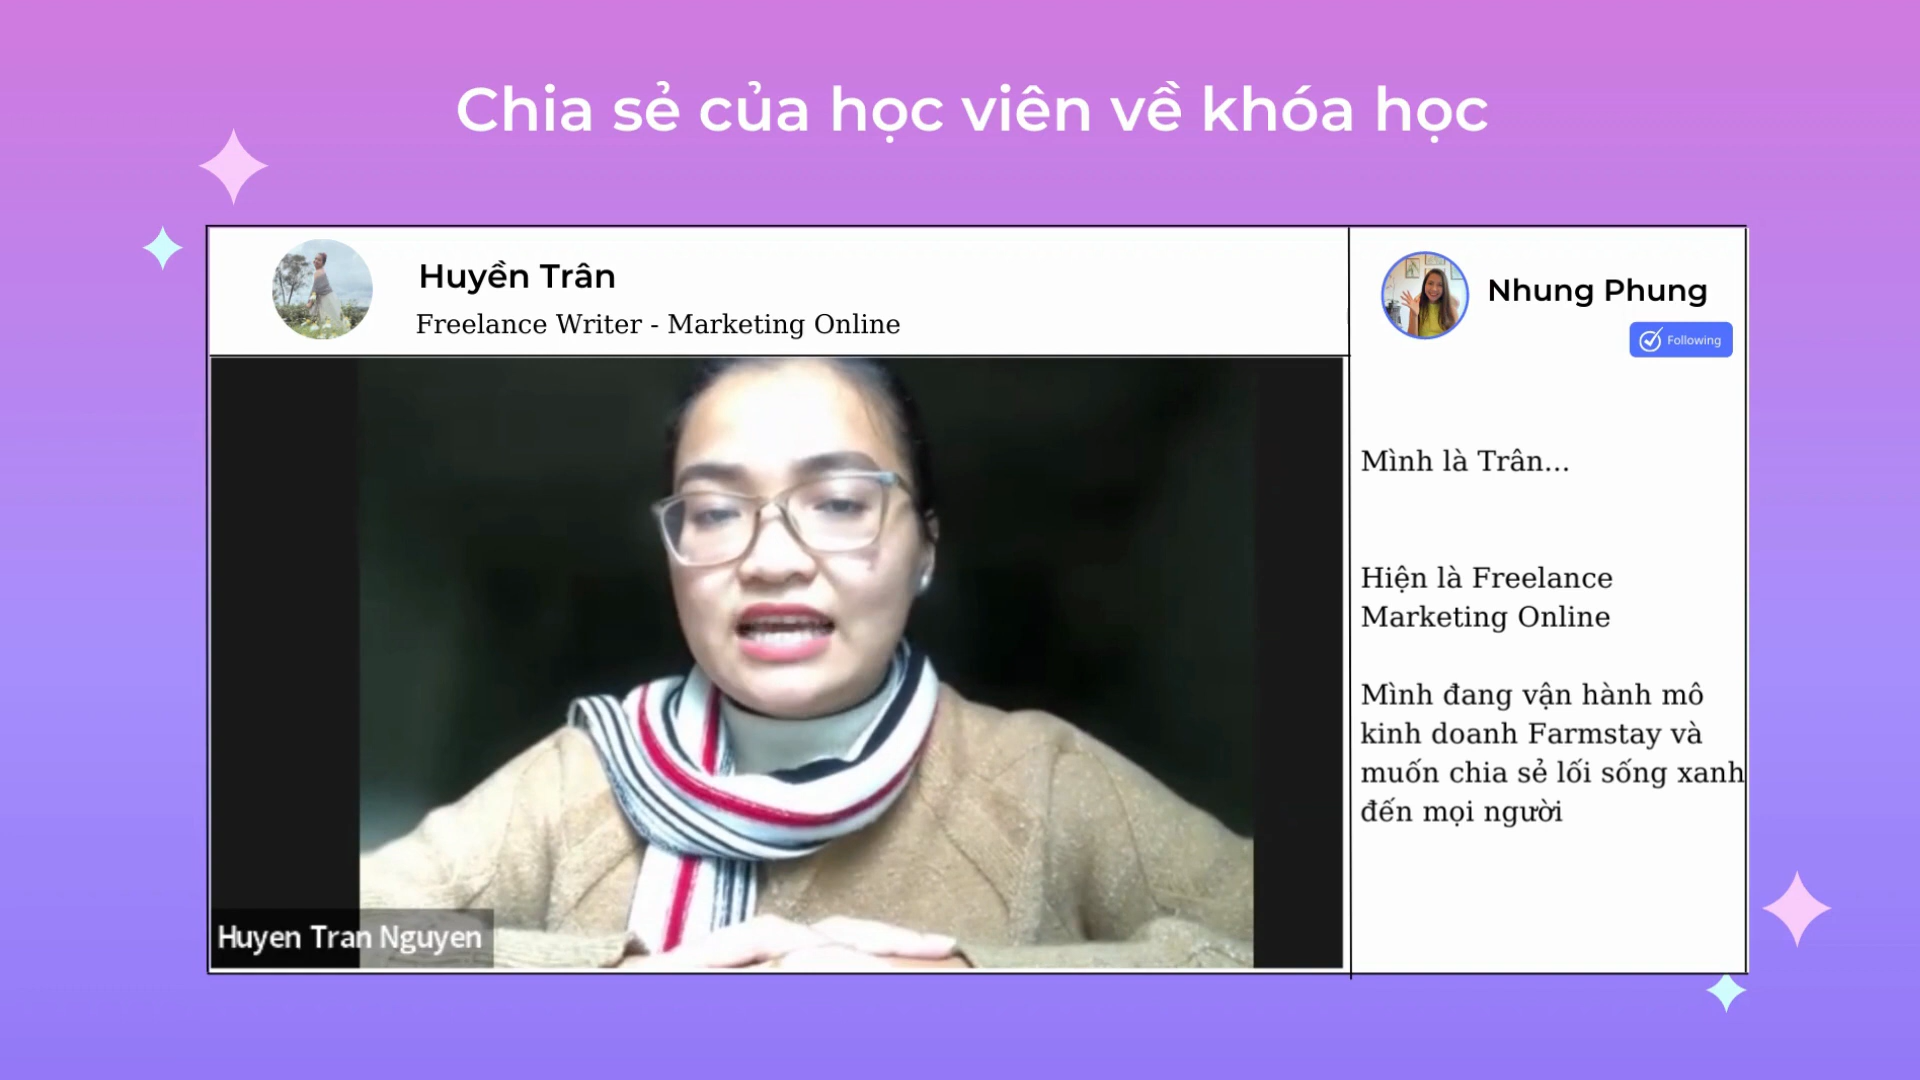 Chia sẻ của học viên về khóa học
Huyền Trân
Freelance Writer - Marketing Online
Nhung Phung
Following
Mình là Trân...
Hiện là Freelance
Marketing Online
Mình đang vận hành mô
kinh doanh Farmstay và
muốn chia sẻ lối sống xanh
đến mọi người
Huyen Tran Nguyen